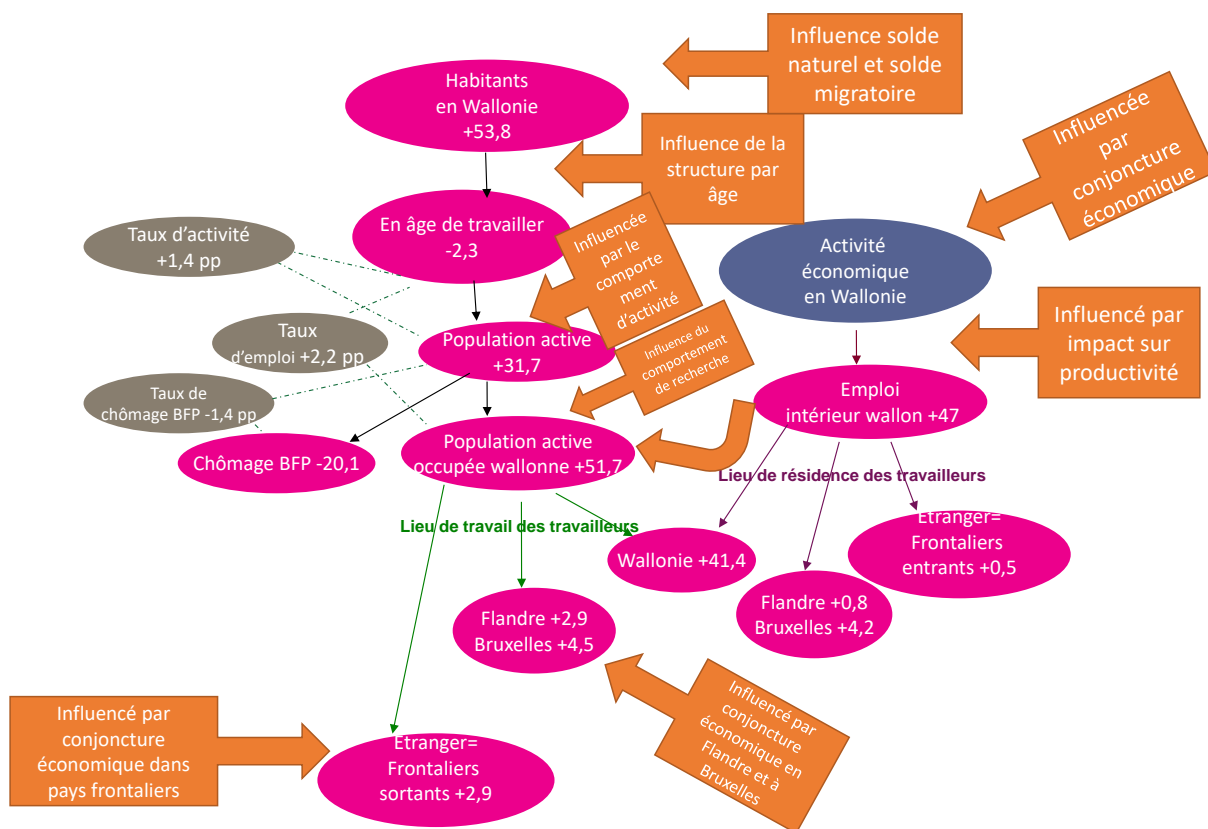 Influence solde
naturel et solde
migratoire
Habitants
en Wallonie
+53,8
Influencée
par
conjoncture
économique
Influence de la
structure par
âge
En âge de travailler
-2,3
Taux d’activité
+1,4 pp
Influencée
par le
comporte
ment
d’activité
Activité
économique
en Wallonie
Taux
d’emploi +2,2 pp
Population active
+31,7
Influence du
comportement
de recherche
Influencé par
impact sur
productivité
Taux de
chômage BFP -1,4 pp
Emploi
intérieur wallon +47
Chômage BFP -20,1
Population active
occupée wallonne +51,7
Lieu de résidence des travailleurs
Lieu de travail des travailleurs
Wallonie +41,4
Etranger=
Frontaliers
entrants +0,5
Flandre +2,9
Bruxelles +4,5
Flandre +0,8
Bruxelles +4,2
Influencé par
conjoncture
économique en
Flandre et à
Bruxelles
Influencé par
conjoncture
économique dans
pays frontaliers
Etranger=
Frontaliers
sortants +2,9